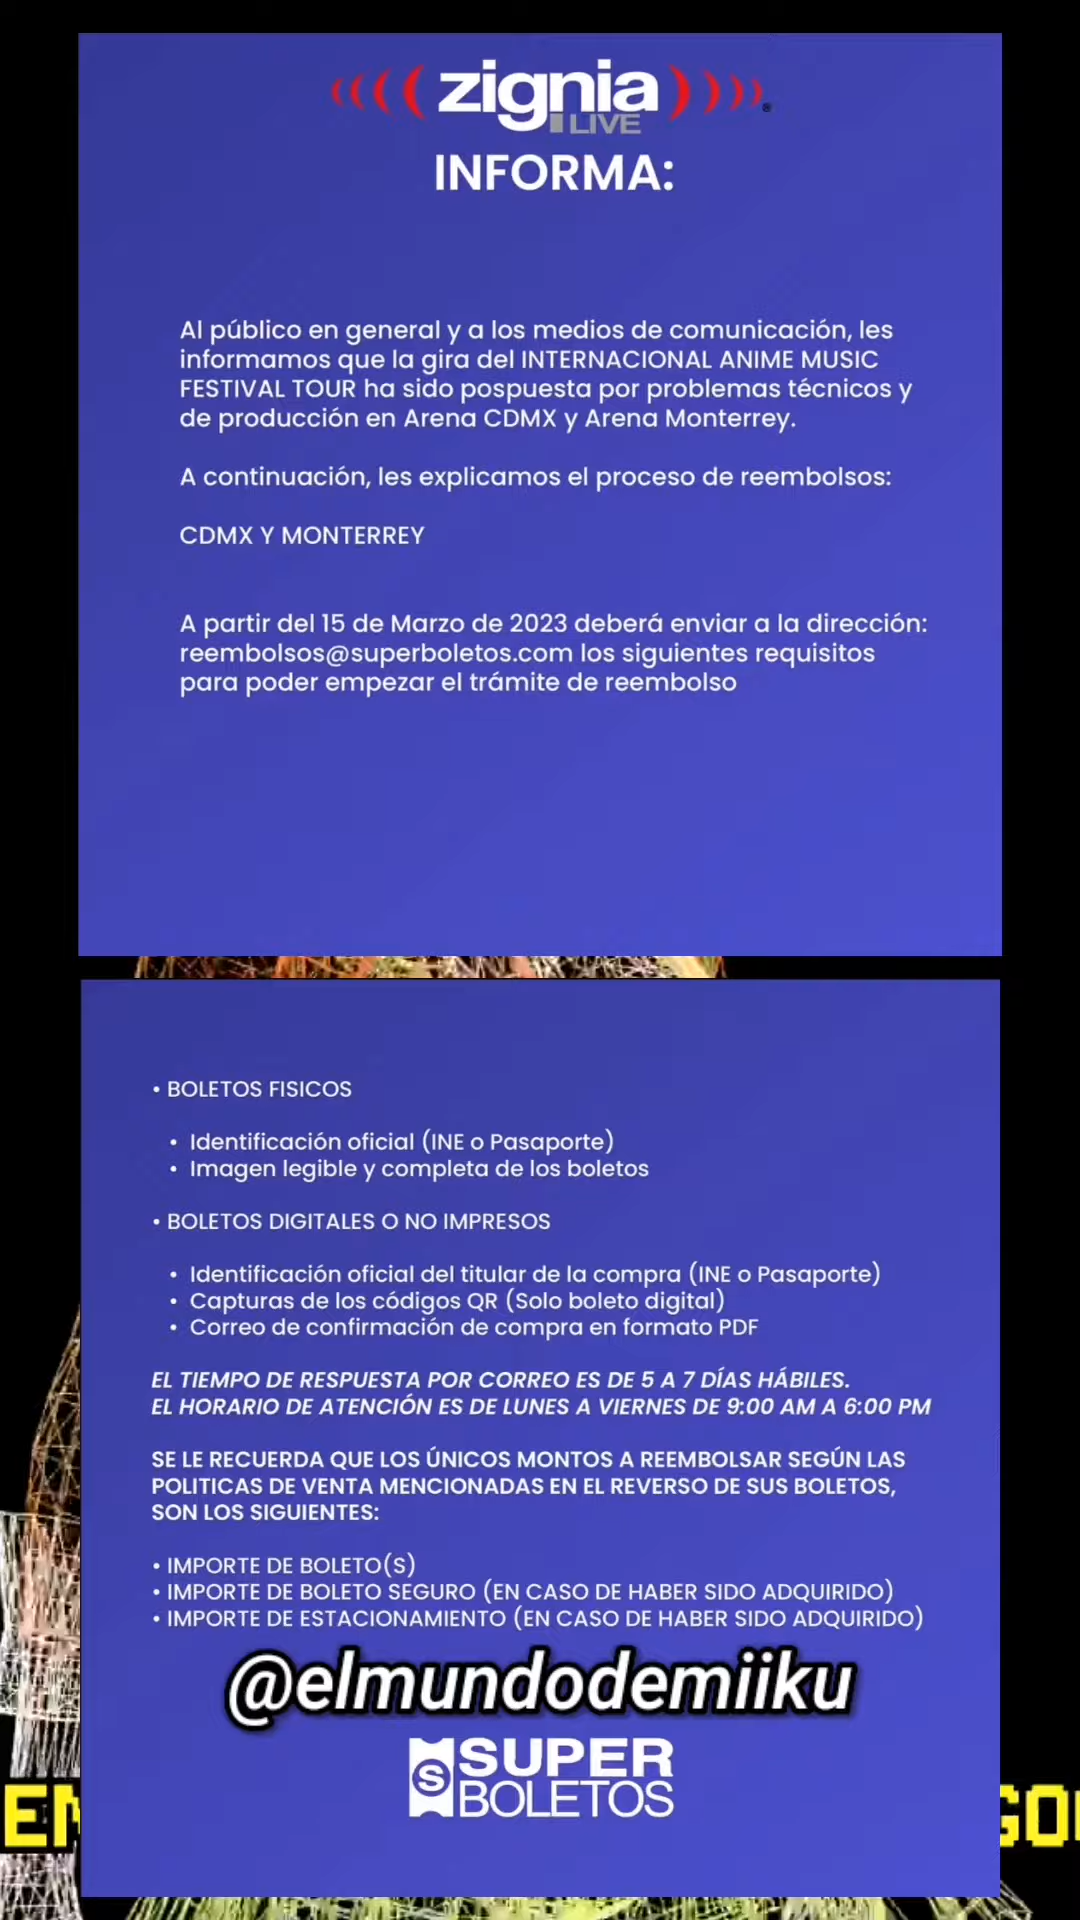 zignia
LIVE
INFORMA:
Al público en general y a los medios de comunicación, les
informamos que la gira del INTERNACIONAL ANIME MUSIC
FESTIVAL TOUR ha sido pospuesta por problemas técnicos y
de producción en Arena CDMX y Arena Monterrey.
A continuación, les explicamos el proceso de reembolsos:
CDMX Y MONTERREY
A partir del 15 de Marzo de 2023 deberá enviar a la dirección:
reembolsos@superboletos.com los siguientes requisitos
para poder empezar el trámite de reembolso
• BOLETOS FISICOS
• Identificación oficial (INE o Pasaporte)
• Imagen legible y completa de los boletos
• BOLETOS DIGITALES O NO IMPRESOS
• Identificación oficial del titular de la compra (INE o Pasaporte)
• Capturas de los códigos QR (Solo boleto digital)
• Correo de confirmación de compra en formato PDF
EL TIEMPO DE RESPUESTA POR CORREO ES DE 5 A 7 DÍAS HÁBILES.
EL HORARIO DE ATENCIÓN ES DE LUNES A VIERNES DE 9:00 AM A 6:00 PM
SE LE RECUERDA QUE LOS ÚNICOS MONTOS A REEMBOLSAR SEGÚN LAS
POLITICAS DE VENTA MENCIONADAS EN EL REVERSO DE SUS BOLETOS,
SON LOS SIGUIENTES:
• IMPORTE DE BOLETO(S)
• IMPORTE DE BOLETO SEGURO (EN CASO DE HABER SIDO ADQUIRIDO)
• IMPORTE DE ESTACIONAMIENTO (EN CASO DE HABER SIDO ADQUIRIDO)
@elmundodemiiku
S SUPER
BOLETOS